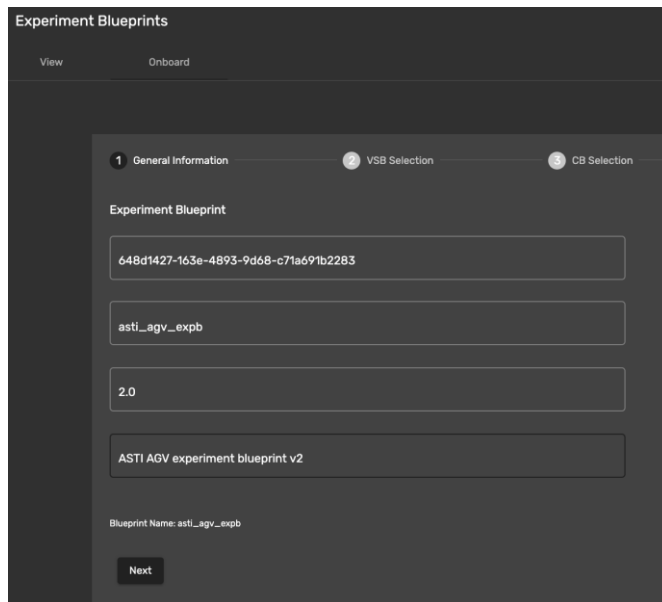 Experiment Blueprints
View Onboard
1 General Information 2 VSB Selection 3 CB Selection
Experiment Blueprint
648d1427-163e-4893-9d68-c71a691b2283
asti_agv_expb
2.0
ASTI AGV experiment blueprint v2
Blueprint Name: asti_agv_expb
Next